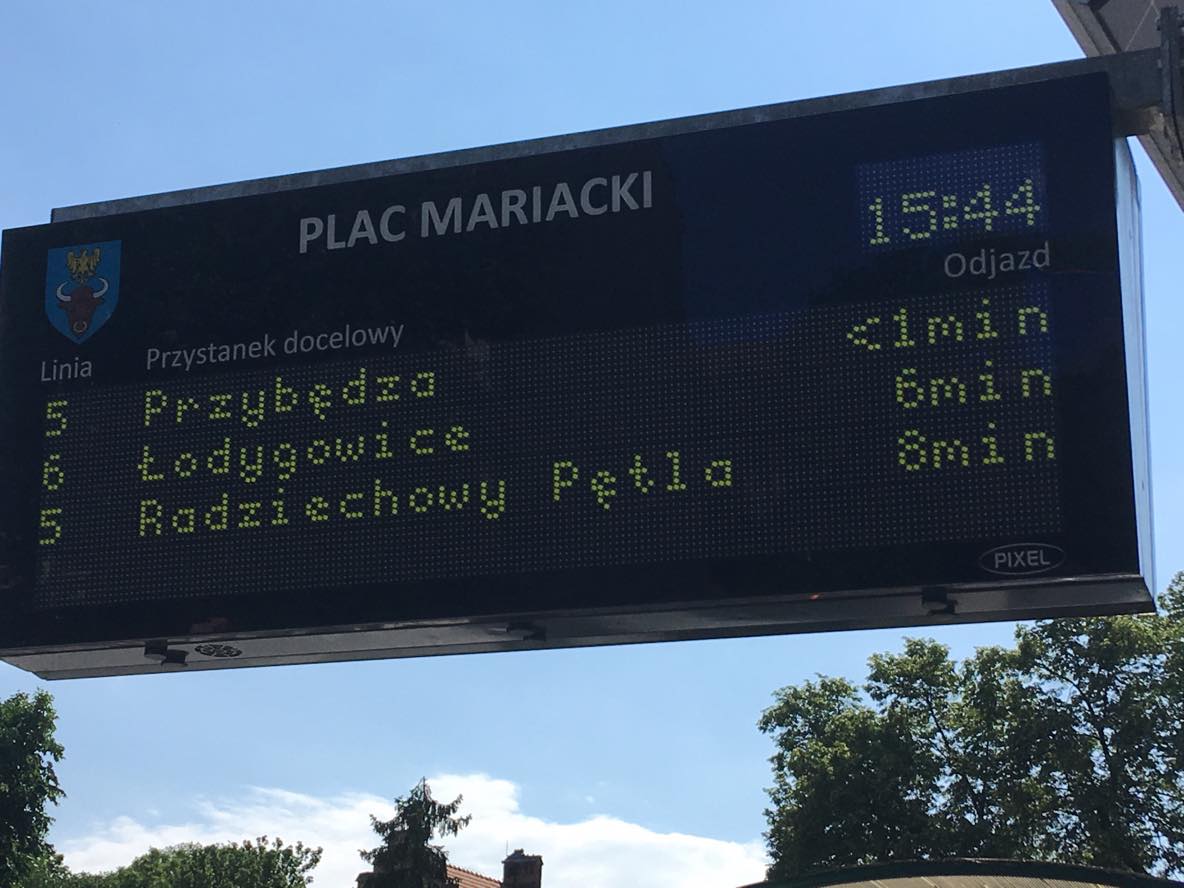 PLAC MARIACKI
15:44
Odjazd
Linia Przystanek docelowy
5 Przybędza <1min
6 Łodygowice 6min
5 Radziechowy Pętla 8min
PIXEL